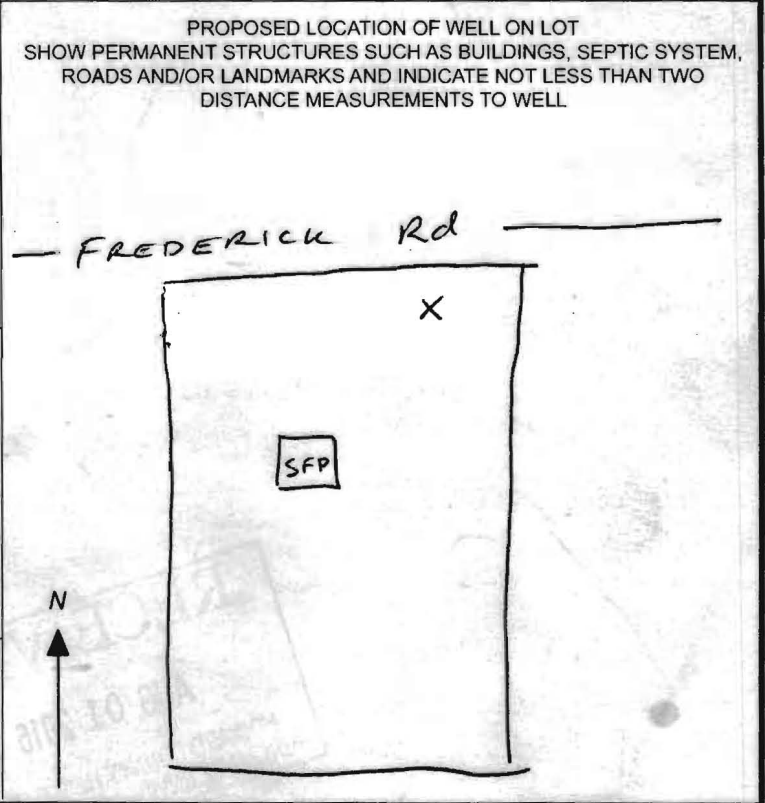 PROPOSED LOCATION OF WELL ON LOT
SHOW PERMANENT STRUCTURES SUCH AS BUILDINGS, SEPTIC SYSTEM,
ROADS AND/OR LANDMARKS AND INDICATE NOT LESS THAN TWO
DISTANCE MEASUREMENTS TO WELL
FREDERICK Rd
X
SFP
N